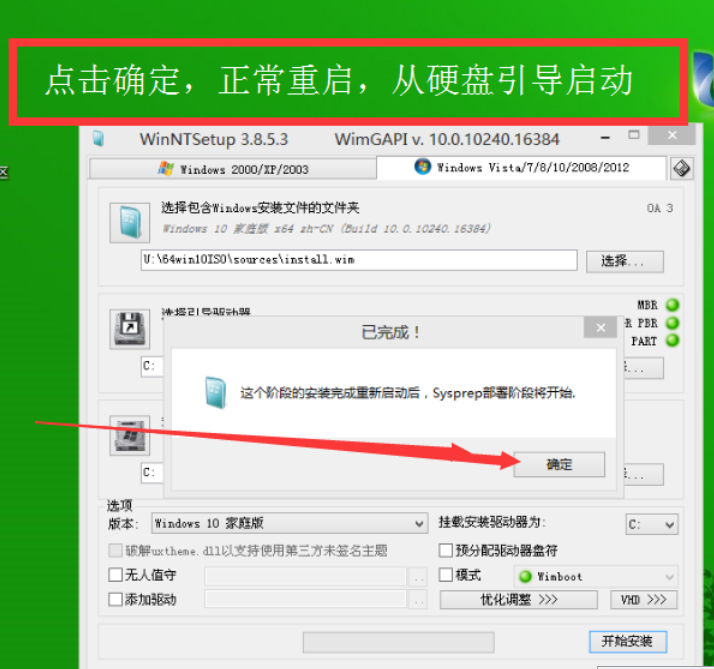 点击确定，正常重启，从硬盘引导启动
WinNTSetup 3.8.5.3 WimGAPI v. 10.0.10240.16384
Windows 2000/XP/2003 Windows Vista/7/8/10/2008/2012
区
选择包含Windows安装文件的文件夹 OA 3
Windows 10 家庭版 x64 zh-CN (Build 10.0.10240.16384)
U:\64win10ISO\sources\install.wim 选择...
选择引导驱动器 MBR
已完成！ R PBR
PART
C:
这个阶段的安装完成重新启动后，Sysprep部署阶段将开始.
确定
C:
选项
版本: Windows 10 家庭版 挂载安装驱动器为: C:
破解uxtheme.dll以支持使用第三方未签名主题 预分配驱动器盘符
无人值守 .. 模式 Wimboot
添加驱动 .. 优化调整 >>> VHD >>>
开始安装